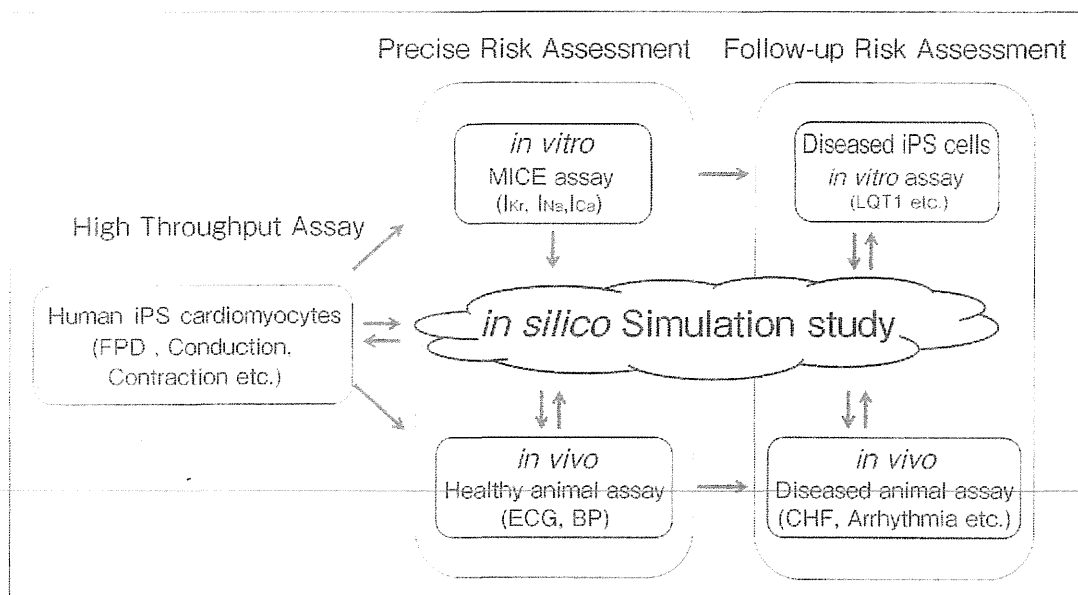 Precise Risk Assessment
Follow-up Risk Assessment
in vitro
MICE assay
(IKr, INa,ICa)
Diseased iPS cells
in vitro assay
(LQT1 etc.)
High Throughput Assay
Human iPS cardiomyocytes
(FPD , Conduction,
Contraction etc.)
in silico Simulation study
in vivo
Healthy animal assay
(ECG, BP)
in vivo
Diseased animal assay
(CHF, Arrhythmia etc.)